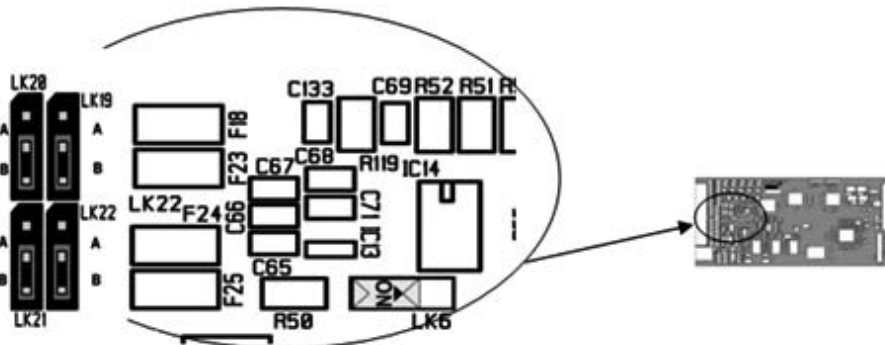 LK20
LK19
A
A
B
B
LK22
A
A
B
B
LK21
F18
F23
LK22
F24
F25
C133
C69
R52
R51
C67
C68
R119
IC14
C66
C71
IC13
C65
R50
ON
LK6